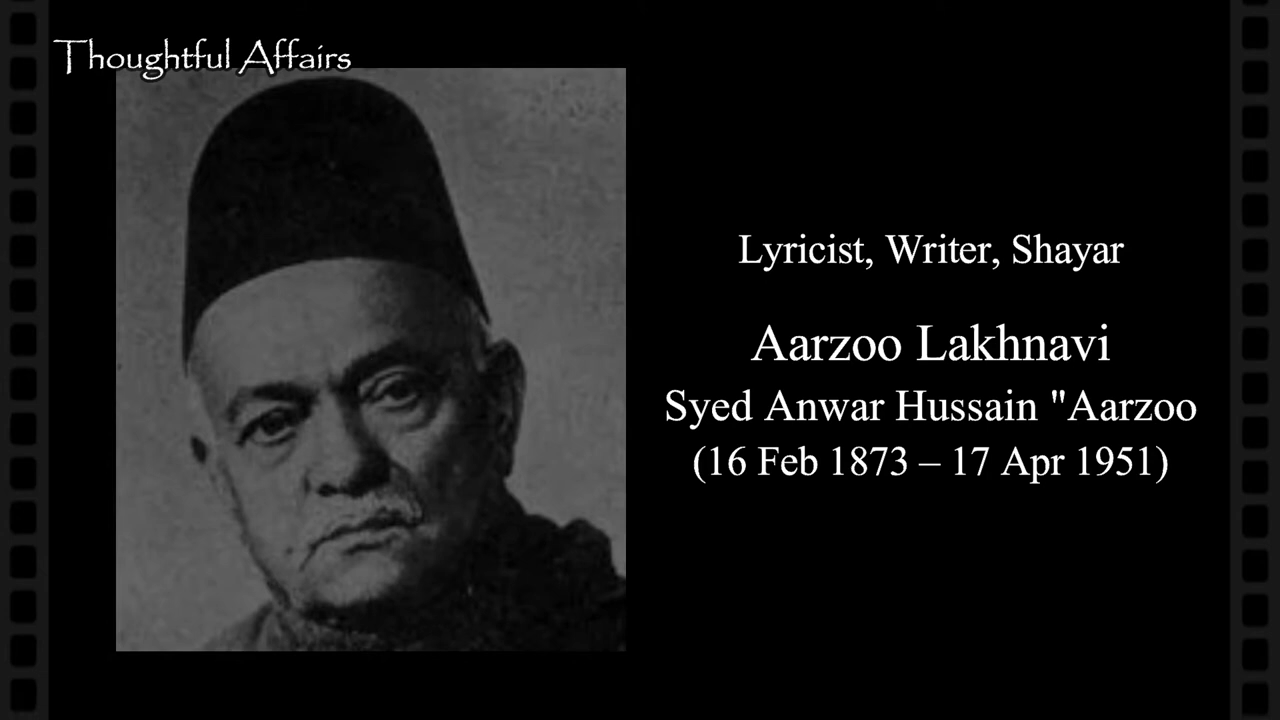 Thoughtful Affairs
Lyricist, Writer, Shayar
Aarzoo Lakhnavi
Syed Anwar Hussain "Aarzoo
(16 Feb 1873 – 17 Apr 1951)